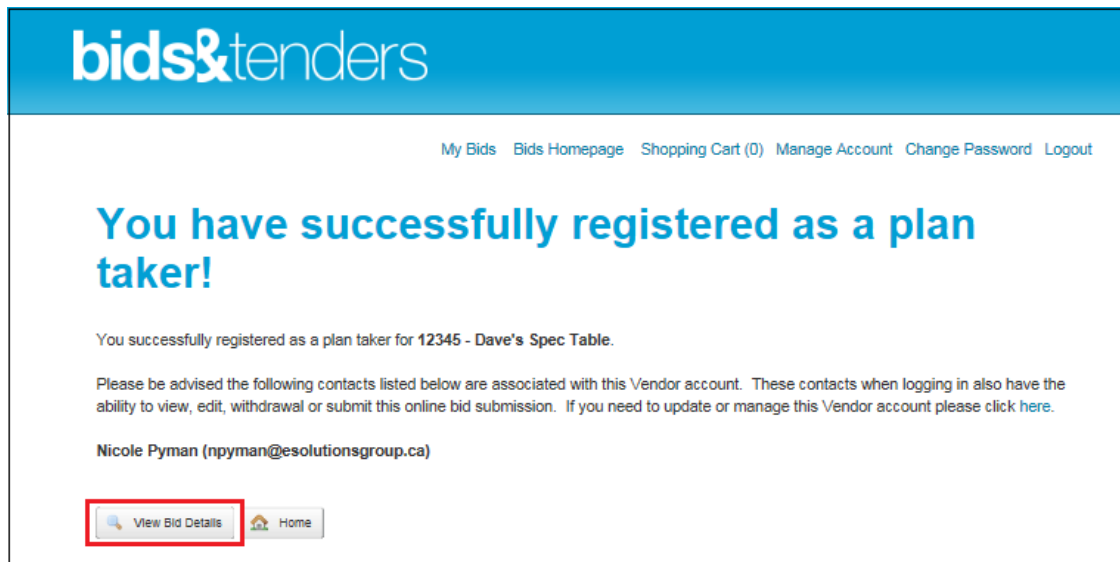 bids&tenders
My Bids Bids Homepage Shopping Cart (0) Manage Account Change Password Logout
You have successfully registered as a plan
taker!
You successfully registered as a plan taker for 12345 - Dave's Spec Table.
Please be advised the following contacts listed below are associated with this Vendor account. These contacts when logging in also have the
ability to view, edit, withdrawal or submit this online bid submission. If you need to update or manage this Vendor account please click here.
Nicole Pyman (npyman@esolutionsgroup.ca)
View Bid Details Home